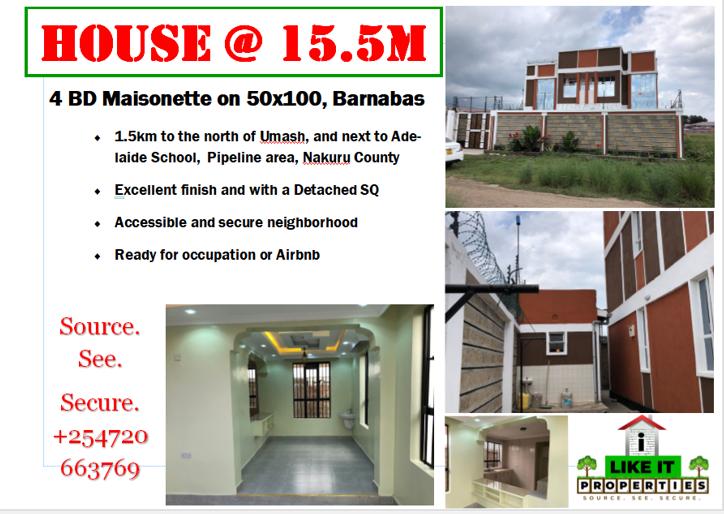 HOUSE @ 15.5M
4 BD Maisonette on 50x100, Barnabas
1.5km to the north of Umash, and next to Ade-
laide School, Pipeline area, Nakuru County
Excellent finish and with a Detached SQ
Accessible and secure neighborhood
Ready for occupation or Airbnb
Source.
See.
Secure.
+254720
663769
i
LIKE IT
PROPERTIES
SOURCE. SEE. SECURE.